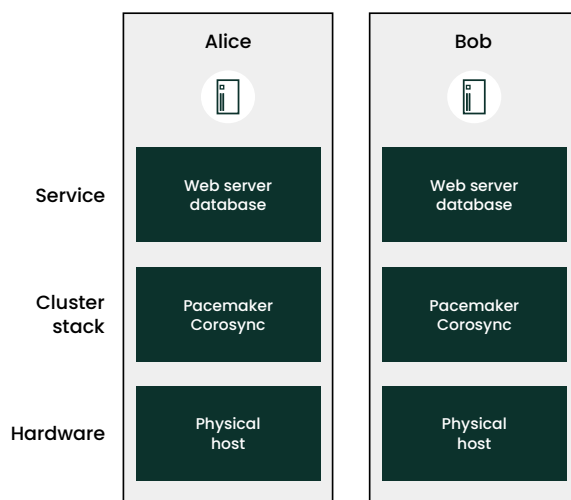 Alice
Bob
Service
Web server
database
Web server
database
Cluster
stack
Pacemaker
Corosync
Pacemaker
Corosync
Hardware
Physical
host
Physical
host